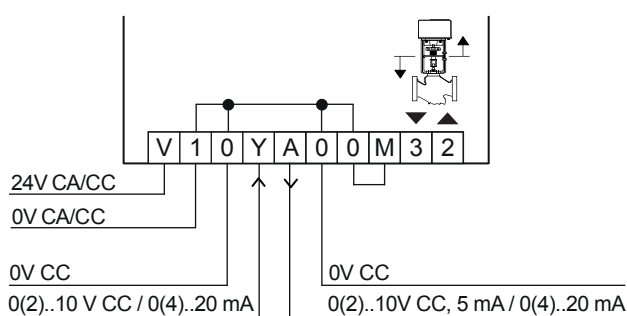 V 1 0 Y A 0 0 M 3 2
24V CA/CC
0V CA/CC
0V CC
0V CC
0(2)..10 V CC / 0(4)..20 mA
0(2)..10V CC, 5 mA / 0(4)..20 mA